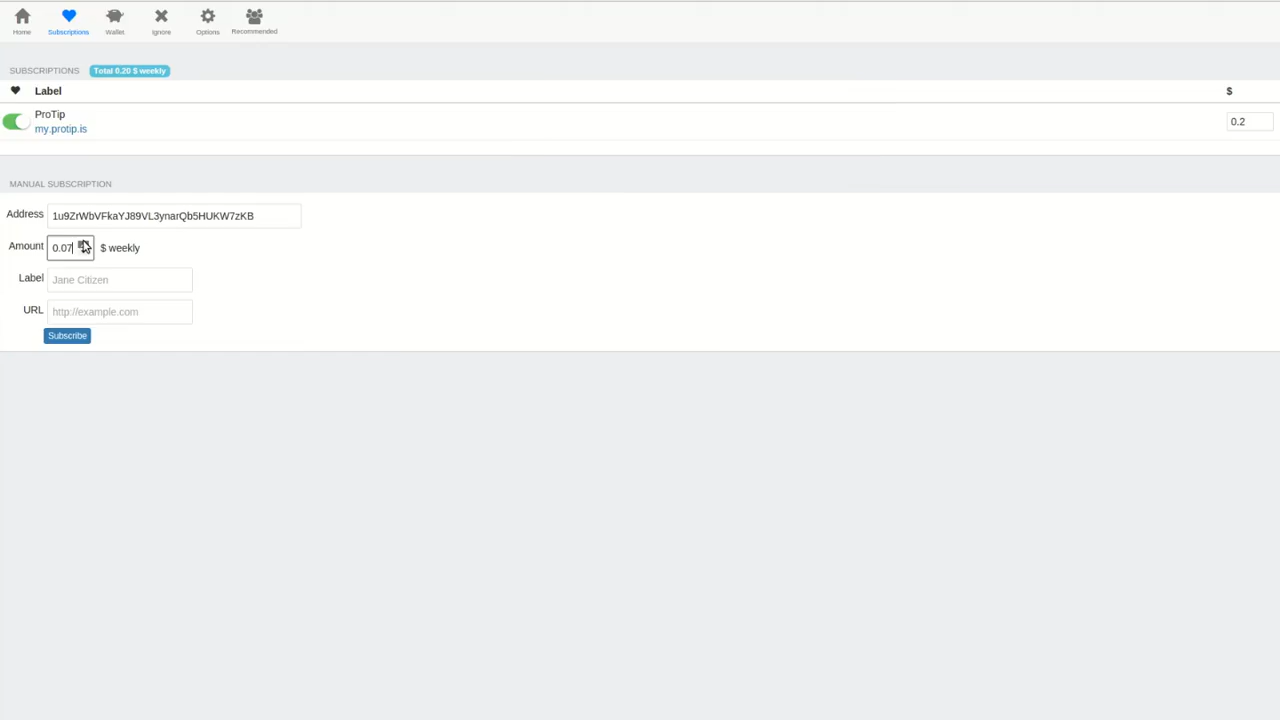 Home Subscriptions Wallet Ignore Options Recommended
SUBSCRIPTIONS Total 0.20 $ weekly
Label $
ProTip
my.protip.is 0.2
MANUAL SUBSCRIPTION
Address 1u9ZrWbVFkaYJ89VL3ynarQb5HUKW7zKB
Amount 0.07 $ weekly
Label Jane Citizen
URL http://example.com
Subscribe